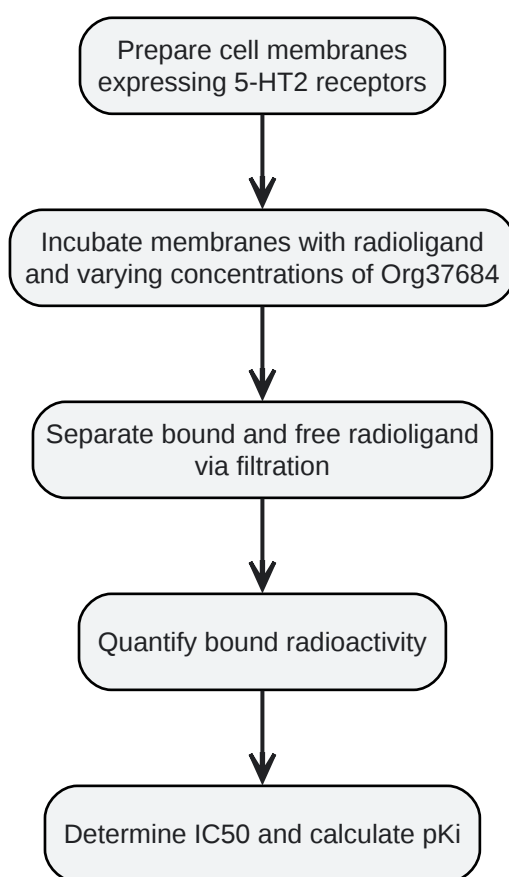 Prepare cell membranes
expressing 5-HT2 receptors
Incubate membranes with radioligand
and varying concentrations of Org37684
Separate bound and free radioligand
via filtration
Quantify bound radioactivity
Determine IC50 and calculate pKi